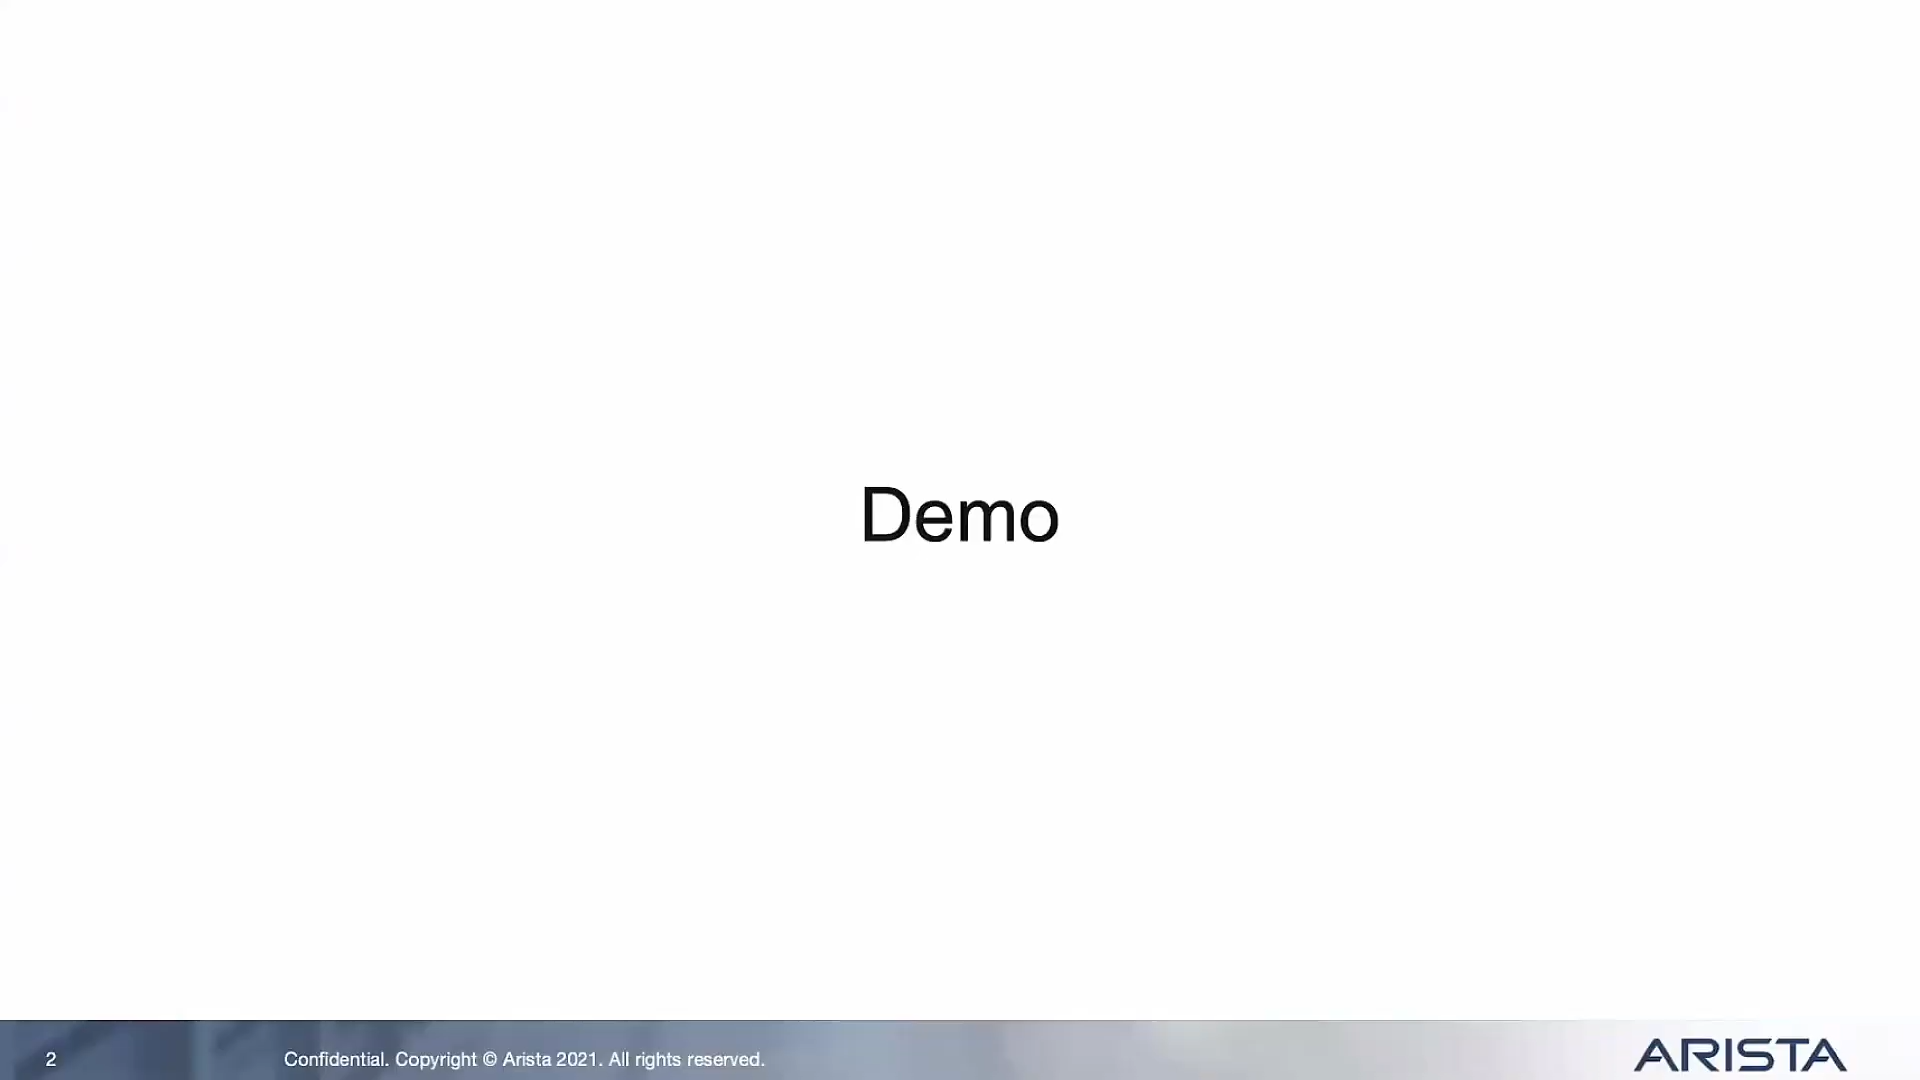 Demo
2
Confidential. Copyright © Arista 2021. All rights reserved.
ARISTA